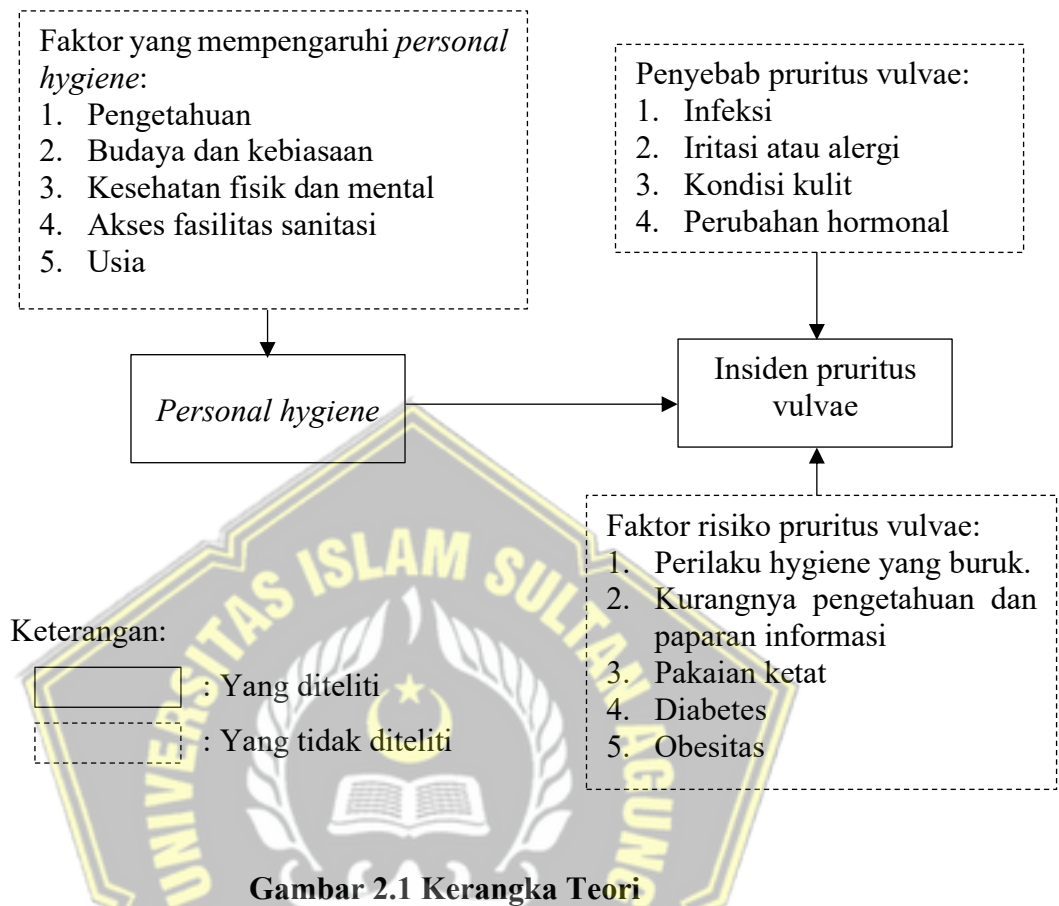 Faktor yang mempengaruhi personal
hygiene:
1. Pengetahuan
2. Budaya dan kebiasaan
3. Kesehatan fisik dan mental
4. Akses fasilitas sanitasi
5. Usia
Penyebab pruritus vulvae:
1. Infeksi
2. Iritasi atau alergi
3. Kondisi kulit
4. Perubahan hormonal
Personal hygiene
Insiden pruritus
vulvae
Faktor risiko pruritus vulvae:
1. Perilaku hygiene yang buruk.
2. Kurangnya pengetahuan dan
paparan informasi
3. Pakaian ketat
4. Diabetes
5. Obesitas
Keterangan:
: Yang diteliti
: Yang tidak diteliti
UNIVERSITAS ISLAM SULTAN AGUNG
Gambar 2.1 Kerangka Teori